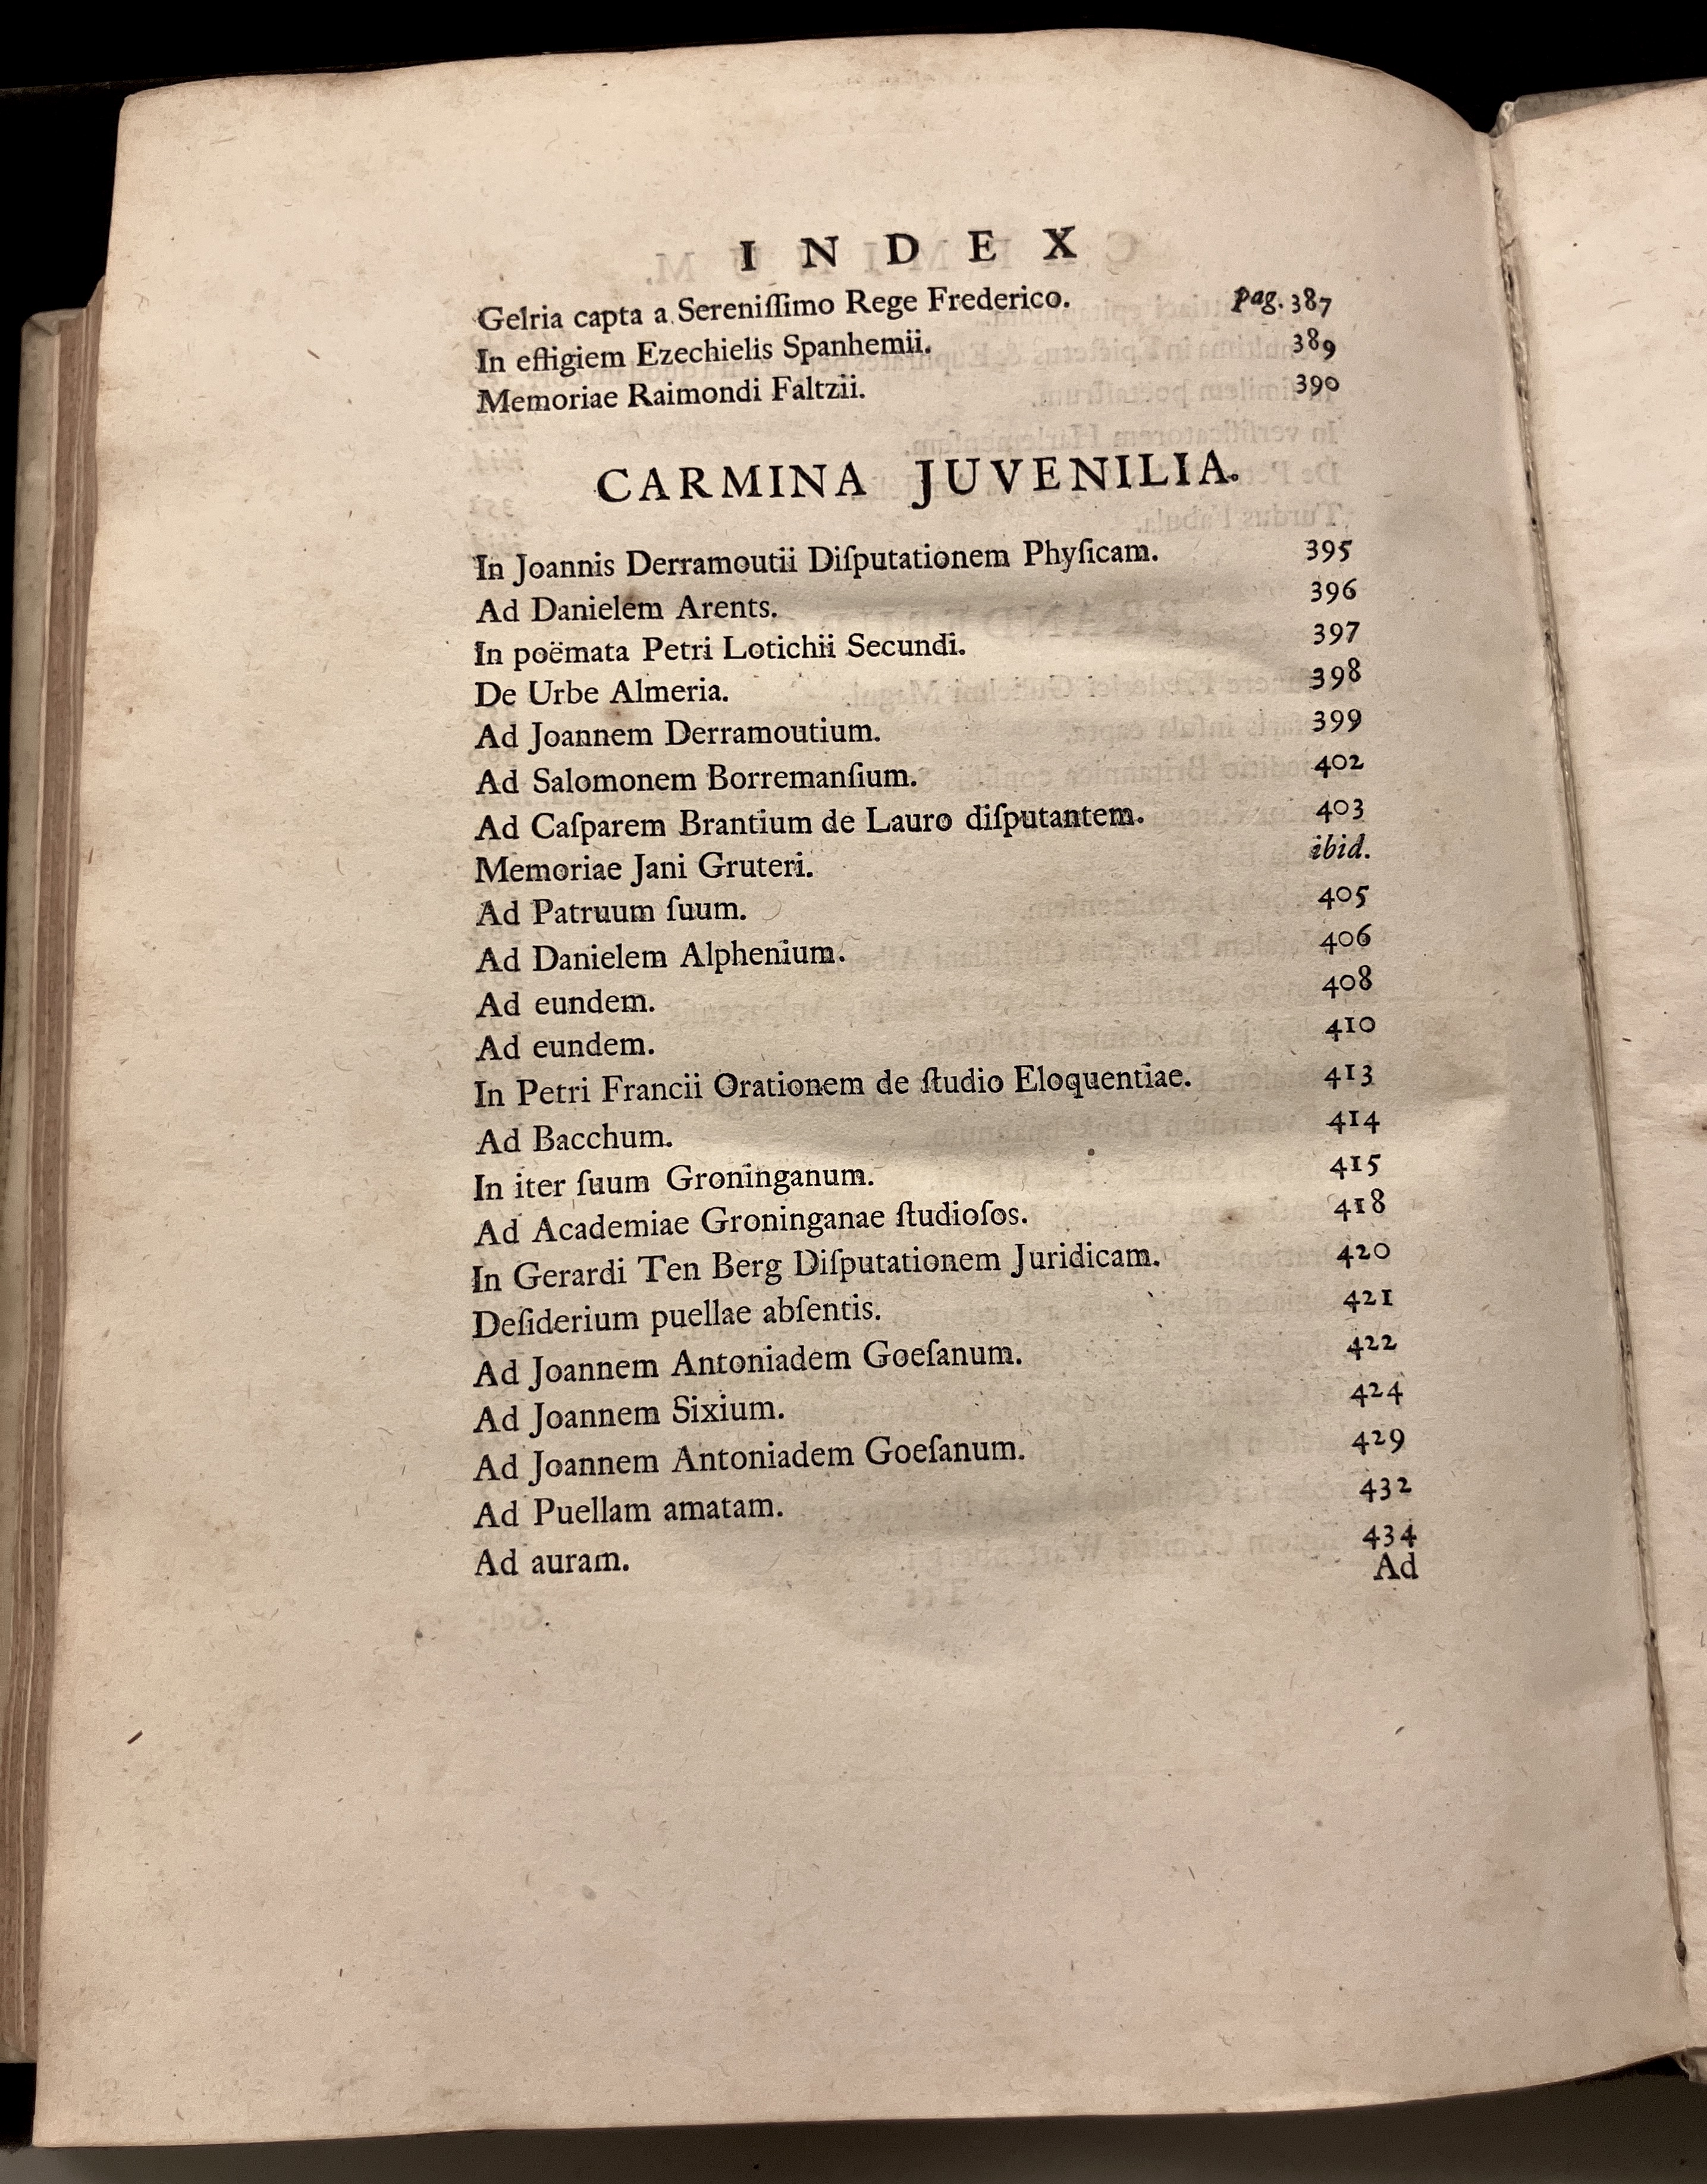 INDEX
Gelria capta a Sereniſſimo Rege Frederico. pag. 387
In effigiem Ezechielis Spanhemii. 389
Memoriae Raimondi Faltzii. 390
CARMINA JUVENILIA.
In Joannis Derramoutii Diſputationem Phyſicam. 395
Ad Danielem Arents. 396
In poëmata Petri Lotichii Secundi. 397
De Urbe Almeria. 398
Ad Joannem Derramoutium. 399
Ad Salomonem Borremanſium. 402
Ad Caſparem Brantium de Lauro diſputantem. 403
Memoriae Jani Gruteri. ibid.
Ad Patruum ſuum. 405
Ad Danielem Alphenium. 406
Ad eundem. 408
Ad eundem. 410
In Petri Francii Orationem de ſtudio Eloquentiae. 413
Ad Bacchum. 414
In iter ſuum Groninganum. 415
Ad Academiae Groninganae ſtudioſos. 418
In Gerardi Ten Berg Diſputationem Juridicam. 420
Deſiderium puellae abſentis. 421
Ad Joannem Antoniadem Goeſanum. 422
Ad Joannem Sixium. 424
Ad Joannem Antoniadem Goeſanum. 429
Ad Puellam amatam. 432
Ad auram. 434
Ad